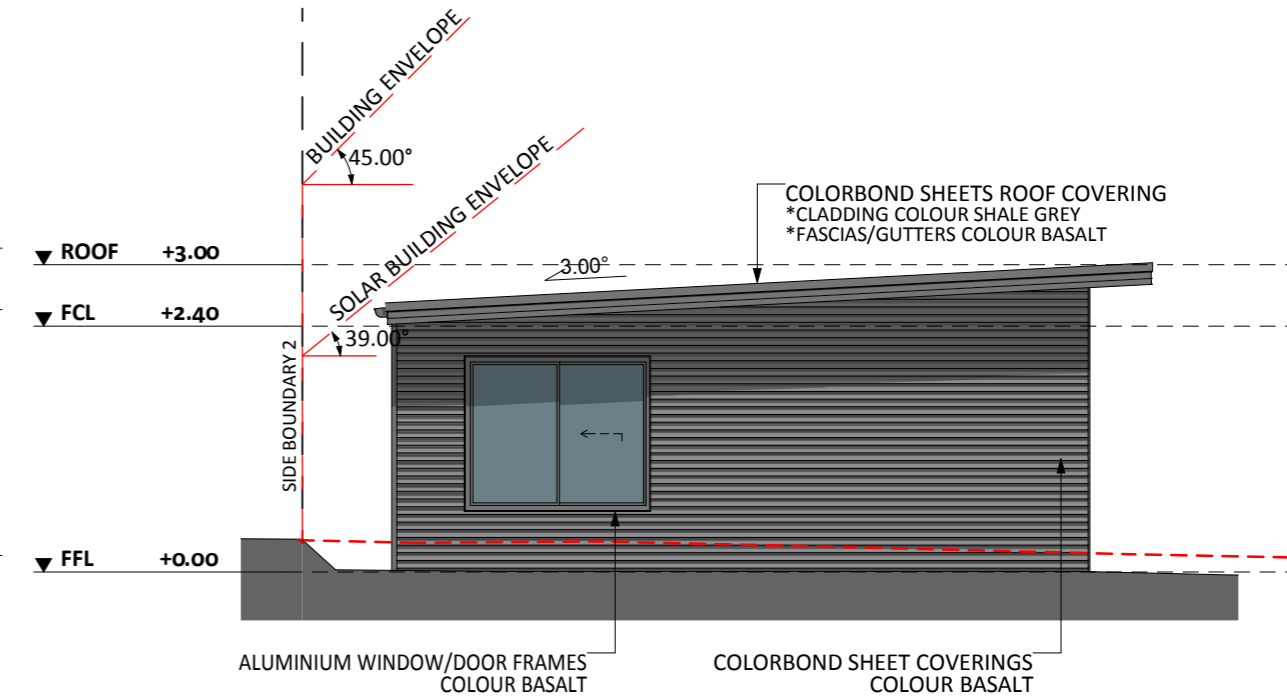 BUILDING ENVELOPE
45.00°
SOLAR BUILDING ENVELOPE
COLORBOND SHEETS ROOF COVERING
*CLADDING COLOUR SHALE GREY
*FASCIAS/GUTTERS COLOUR BASALT
ROOF +3.00
3.00°
FCL +2.40
39.00°
SIDE BOUNDARY 2
FFL +0.00
ALUMINIUM WINDOW/DOOR FRAMES
COLOUR BASALT
COLORBOND SHEET COVERINGS
COLOUR BASALT